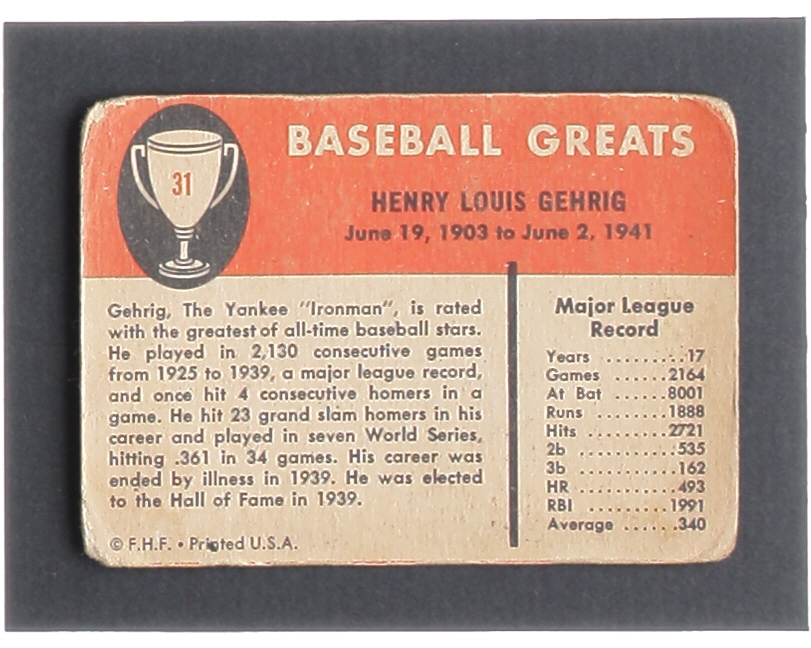 31
BASEBALL GREATS
HENRY LOUIS GEHRIG
June 19, 1903 to June 2, 1941
Gehrig, The Yankee "Ironman", is rated
with the greatest of all-time baseball stars.
He played in 2,130 consecutive games
from 1925 to 1939, a major league record,
and once hit 4 consecutive homers in a
game. He hit 23 grand slam homers in his
career and played in seven World Series,
hitting .361 in 34 games. His career was
ended by illness in 1939. He was elected
to the Hall of Fame in 1939.
© F.H.F. • Printed U.S.A.
Major League
Record
Years .........17
Games ......2164
At Bat ......8001
Runs ........1888
Hits .........2721
2b ...........535
3b ...........162
HR ..........493
RBI .........1991
Average ......340